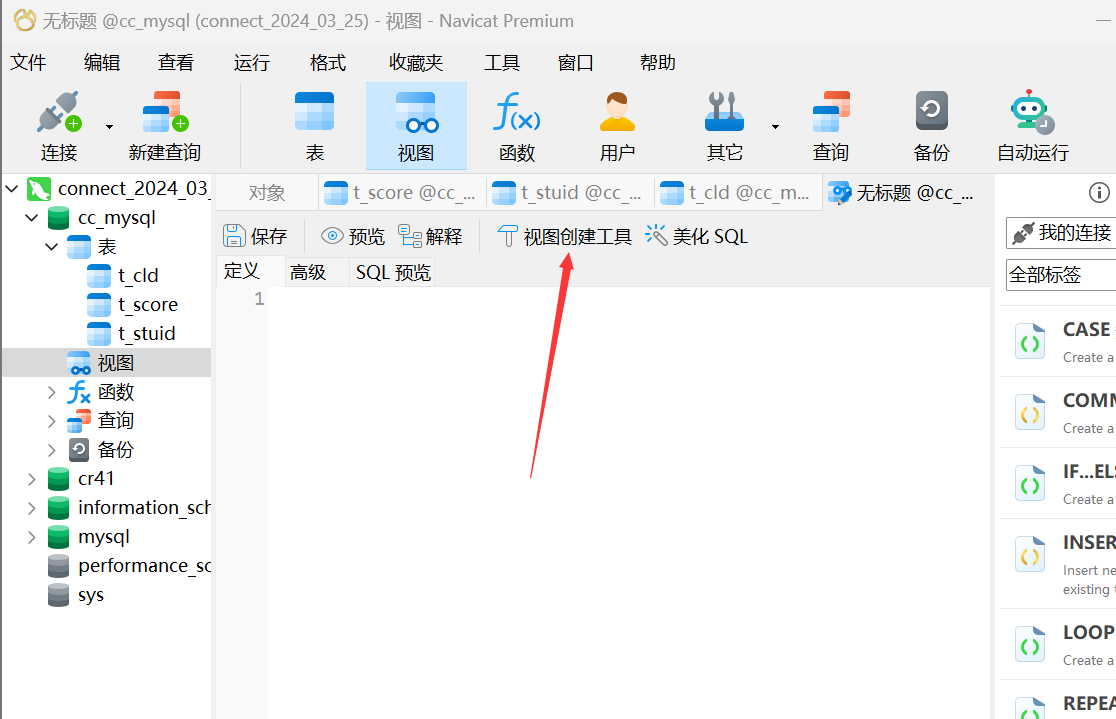 无标题 @cc_mysql (connect_2024_03_25) - 视图 - Navicat Premium
文件 编辑 查看 运行 格式 收藏夹 工具 窗口 帮助
连接 新建查询 表 视图 函数 用户 其它 查询 备份 自动运行
connect_2024_03_
cc_mysql
表
t_cld
t_score
t_stuid
视图
函数
查询
备份
cr41
information_sch
mysql
performance_sc
sys
对象 t_score @cc_... t_stuid @cc_... t_cld @cc_m... 无标题 @cc_...
保存 预览 解释 视图创建工具 美化 SQL
定义 高级 SQL 预览
1
我的连接
全部标签
CASE
Create a
COMM
Create a
IF...ELS
Create a
INSER
Insert ne
existing t
LOOP
Create a
REPEA